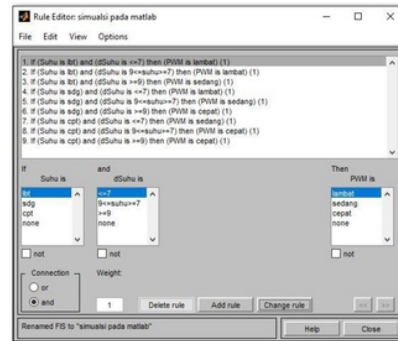 Rule Editor: simualsi pada matlab
File Edit View Options
1. If (Suhu is lbt) and (dSuhu is <=7) then (PWM is lambat) (1)
2. If (Suhu is lbt) and (dSuhu is 9<=suhu>=7) then (PWM is lambat) (1)
3. If (Suhu is lbt) and (dSuhu is >=9) then (PWM is sedang) (1)
4. If (Suhu is sdg) and (dSuhu is <=7) then (PWM is lambat) (1)
5. If (Suhu is sdg) and (dSuhu is 9<=suhu>=7) then (PWM is sedang) (1)
6. If (Suhu is sdg) and (dSuhu is >=9) then (PWM is cepat) (1)
7. If (Suhu is cpt) and (dSuhu is <=7) then (PWM is sedang) (1)
8. If (Suhu is cpt) and (dSuhu is 9<=suhu>=7) then (PWM is cepat) (1)
9. If (Suhu is cpt) and (dSuhu is >=9) then (PWM is cepat) (1)
If and Then
Suhu is dSuhu is PWM is
lbt <=7 lambat
sdg 9<=suhu>=7 sedang
cpt >=9 cepat
none none none
not not not
Connection Weight:
or
and 1 Delete rule Add rule Change rule << >>
Renamed FIS to "simualsi pada matlab" Help Close